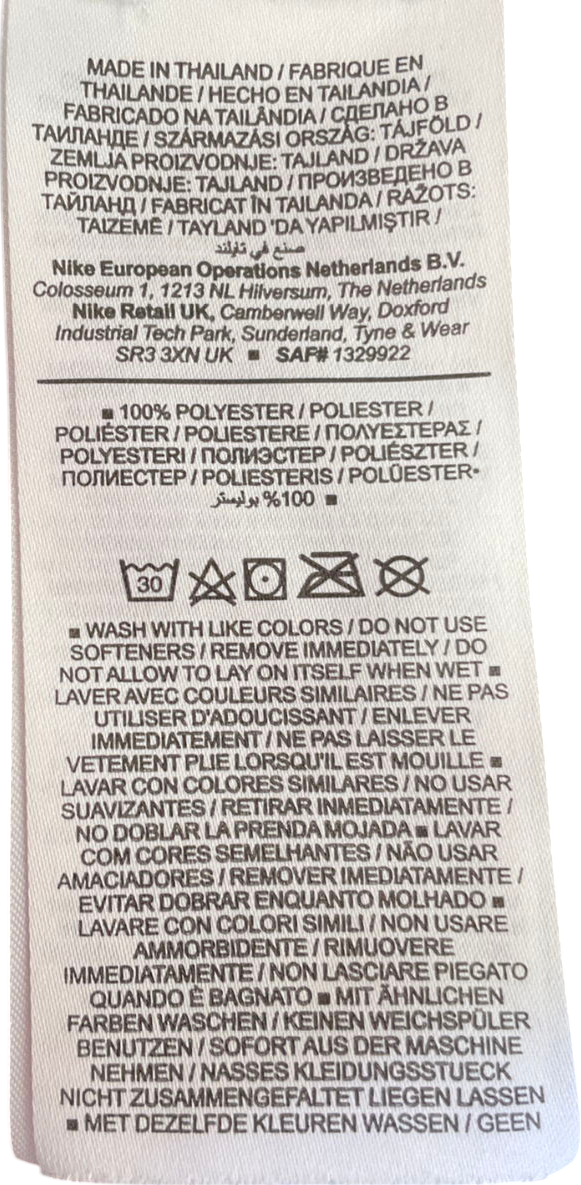 MADE IN THAILAND / FABRIQUE EN
THAILANDE / HECHO EN TAILANDIA /
FABRICADO NA TAILÂNDIA / СДЕЛАНО В
ТАИЛАНДЕ / SZÁRMAZÁSI ORSZÁG: TÁJFÖLD /
ZEMLJA PROIZVODNJE: TAJLAND / DRŽAVA
PROIZVODNJE: TAJLAND / ПРОИЗВЕДЕНО В
ТАЙЛАНД / FABRICAT ÎN TAILANDA / RAŽOTS:
TAIZEMĒ / TAYLAND 'DA YAPILMIŞTIR /
صنع في تايلند
Nike European Operations Netherlands B.V.
Colosseum 1, 1213 NL Hilversum, The Netherlands
Nike Retail UK, Camberwell Way, Doxford
Industrial Tech Park, Sunderland, Tyne & Wear
SR3 3XN UK ■ SAF# 1329922
■ 100% POLYESTER / POLIESTER /
POLIÉSTER / POLIESTERE / ΠΟΛΥΕΣΤΕΡΑΣ /
POLYESTERI / ПОЛИЭСТЕР / POLIÉSZTER /
ПОЛИЕСТЕР / POLIESTERIS / POLÜESTER•
100% بوليستر ■
30
■ WASH WITH LIKE COLORS / DO NOT USE
SOFTENERS / REMOVE IMMEDIATELY / DO
NOT ALLOW TO LAY ON ITSELF WHEN WET ■
LAVER AVEC COULEURS SIMILAIRES / NE PAS
UTILISER D'ADOUCISSANT / ENLEVER
IMMEDIATEMENT / NE PAS LAISSER LE
VETEMENT PLIE LORSQU'IL EST MOUILLE ■
LAVAR CON COLORES SIMILARES / NO USAR
SUAVIZANTES / RETIRAR INMEDIATAMENTE /
NO DOBLAR LA PRENDA MOJADA ■ LAVAR
COM CORES SEMELHANTES / NÃO USAR
AMACIADORES / REMOVER IMEDIATAMENTE /
EVITAR DOBRAR ENQUANTO MOLHADO ■
LAVARE CON COLORI SIMILI / NON USARE
AMMORBIDENTE / RIMUOVERE
IMMEDIATAMENTE / NON LASCIARE PIEGATO
QUANDO È BAGNATO ■ MIT ÄHNLICHEN
FARBEN WASCHEN / KEINEN WEICHSPÜLER
BENUTZEN / SOFORT AUS DER MASCHINE
NEHMEN / NASSES KLEIDUNGSSTUECK
NICHT ZUSAMMENGEFALTET LIEGEN LASSEN
■ MET DEZELFDE KLEUREN WASSEN / GEEN